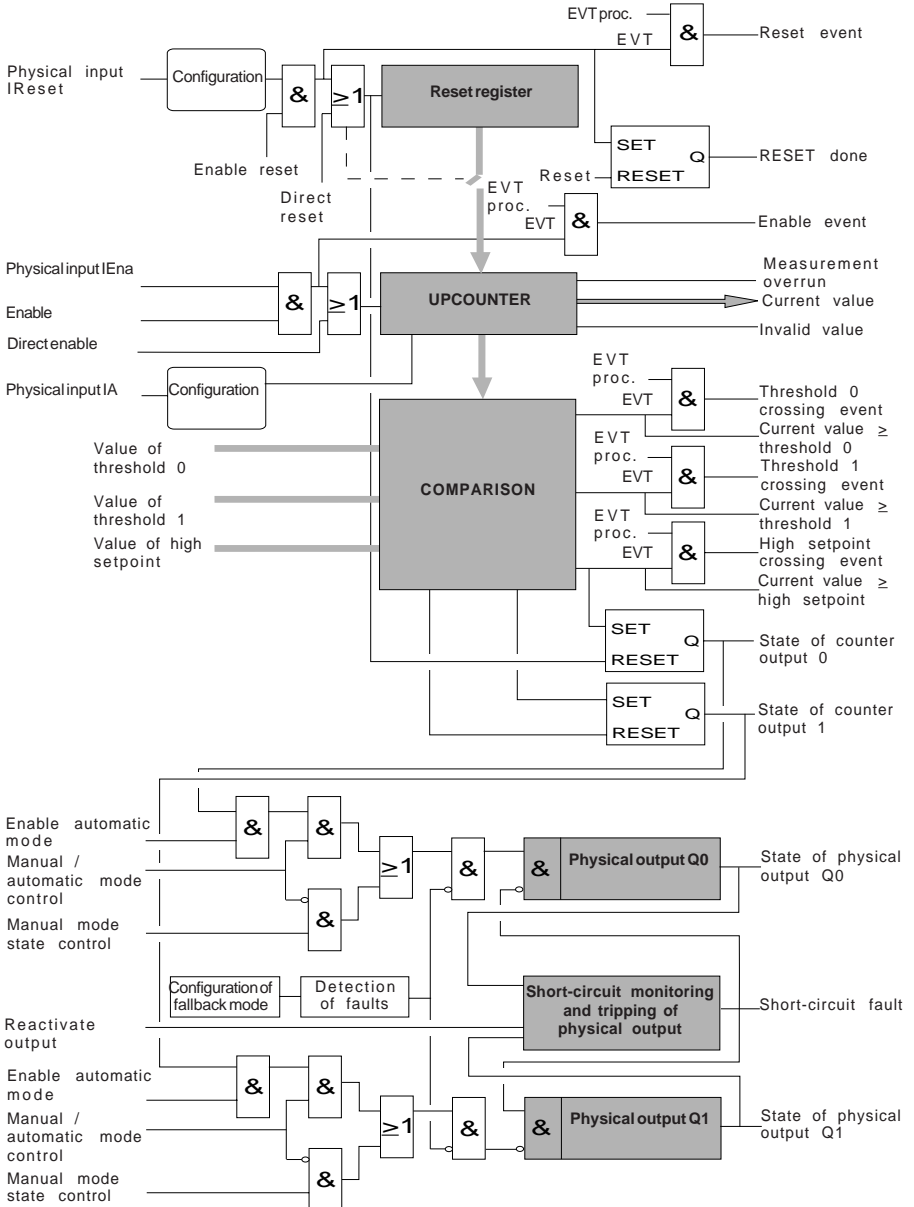 EVT proc.
EVT
&
Reset event
Physical input
IReset
Configuration
&
≥1
Reset register
SET
Q
RESET
RESET done
Enable reset
Direct
reset
Reset
EVT
proc.
EVT
&
Enable event
Physical input IEna
Enable
Direct enable
&
≥1
UPCOUNTER
Measurement
overrun
Current value
Invalid value
Physical input IA
Configuration
EVT
proc.
EVT
&
Threshold 0
crossing event
Current value ≥
threshold 0
Value of
threshold 0
EVT
proc.
EVT
&
Threshold 1
crossing event
Current value ≥
threshold 1
COMPARISON
Value of
threshold 1
Value of high
setpoint
EVT
proc.
EVT
&
High setpoint
crossing event
Current value ≥
high setpoint
SET
Q
RESET
State of counter
output 0
SET
Q
RESET
State of counter
output 1
Enable automatic
mode
Manual /
automatic mode
control
Manual mode
state control
&
&
&
≥1
&
&
Physical output Q0
State of physical
output Q0
Configuration of
fallback mode
Detection
of faults
Short-circuit monitoring
and tripping of
physical output
Short-circuit fault
Reactivate
output
Enable automatic
mode
Manual /
automatic mode
control
Manual mode
state control
&
&
&
≥1
&
&
Physical output Q1
State of physical
output Q1